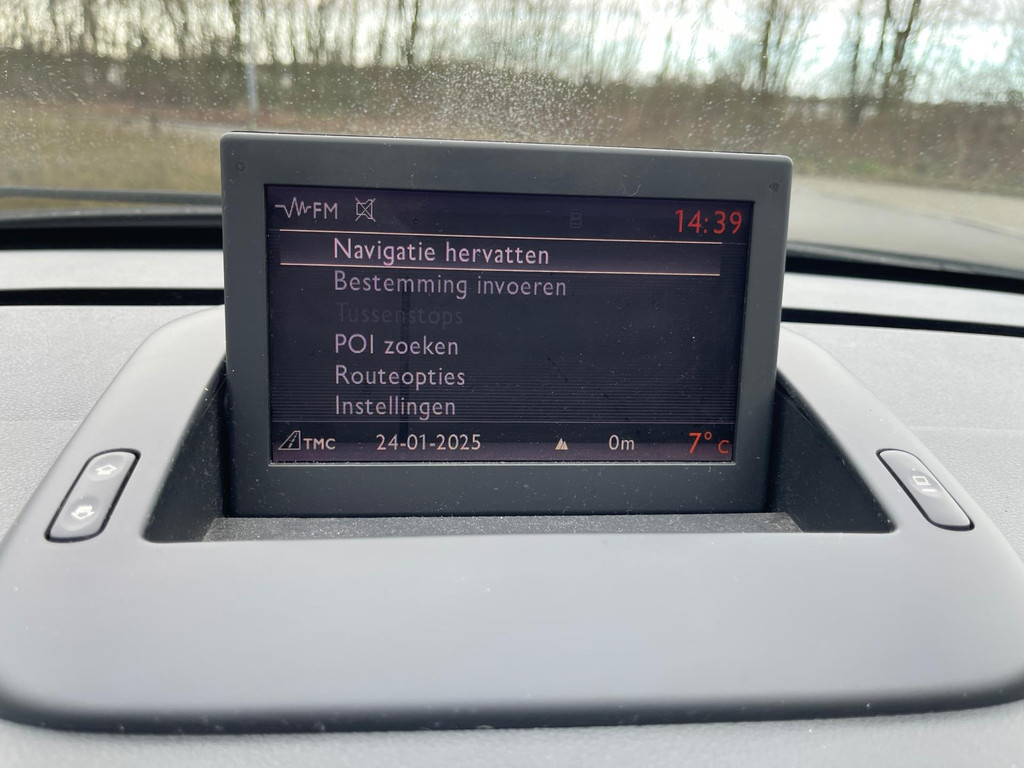 FM 14:39
Navigatie hervatten
Bestemming invoeren
Tussenstops
POI zoeken
Routeopties
Instellingen
TMC 24-01-2025 0m 7° C